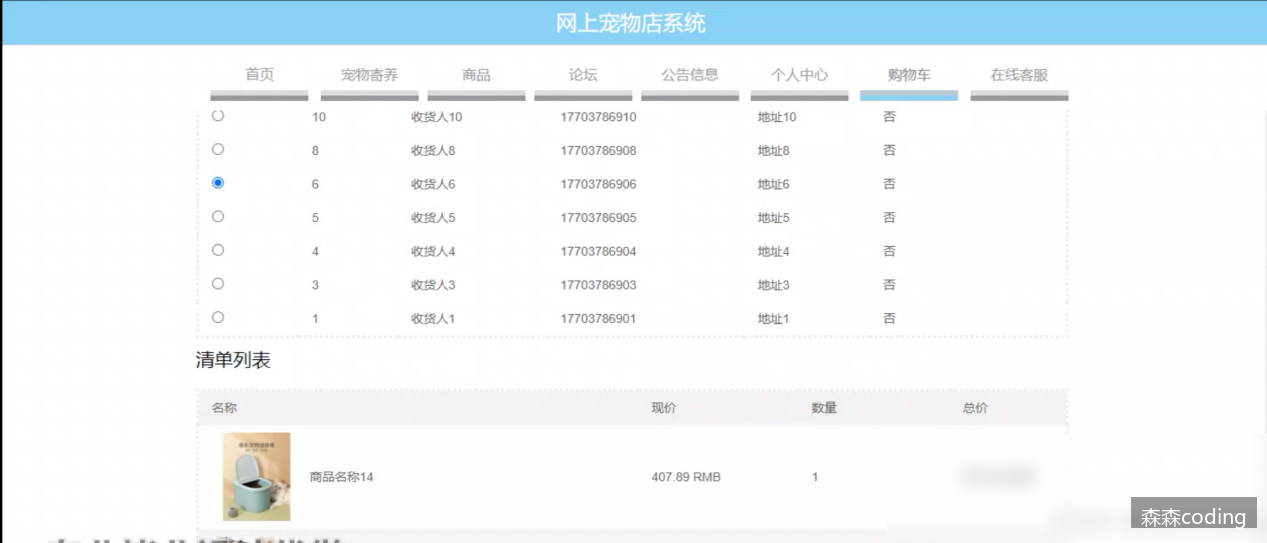 网上宠物店系统
首页 宠物寄养 商品 论坛 公告信息 个人中心 购物车 在线客服
10 收货人10 17703786910 地址10 否
8 收货人8 17703786908 地址8 否
6 收货人6 17703786906 地址6 否
5 收货人5 17703786905 地址5 否
4 收货人4 17703786904 地址4 否
3 收货人3 17703786903 地址3 否
1 收货人1 17703786901 地址1 否
清单列表
名称 现价 数量 总价
商品名称14 407.89 RMB 1
森森coding